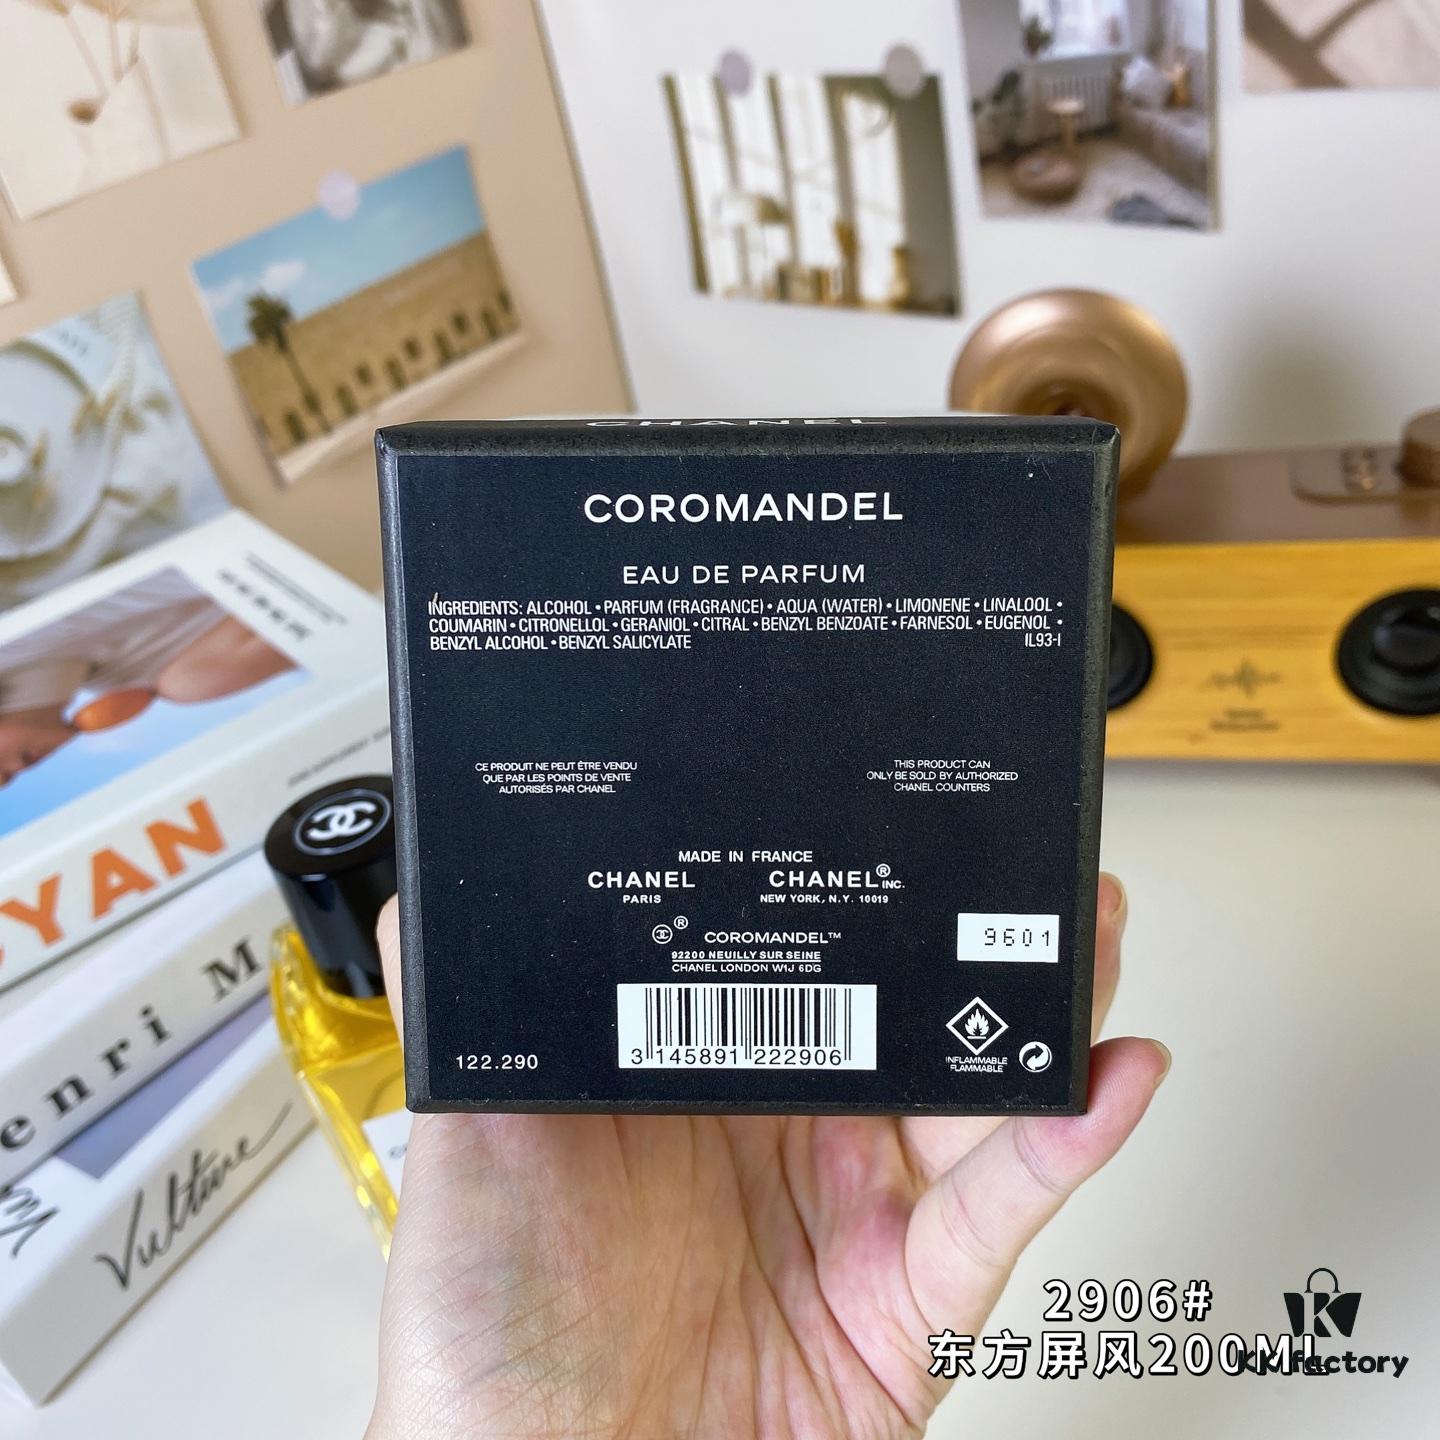 CHANEL
COROMANDEL
EAU DE PARFUM
INGREDIENTS: ALCOHOL • PARFUM (FRAGRANCE) • AQUA (WATER) • LIMONENE • LINALOOL •
COUMARIN • CITRONELLOL • GERANIOL • CITRAL • BENZYL BENZOATE • FARNESOL • EUGENOL •
BENZYL ALCOHOL • BENZYL SALICYLATE IL93-I
CE PRODUIT NE PEUT ÊTRE VENDU
QUE PAR LES POINTS DE VENTE
AUTORISÉS PAR CHANEL
THIS PRODUCT CAN
ONLY BE SOLD BY AUTHORIZED
CHANEL COUNTERS
MADE IN FRANCE
CHANEL
PARIS
CHANEL® INC.
NEW YORK, N.Y. 10019
®
COROMANDEL™
92200 NEUILLY SUR SEINE
CHANEL LONDON W1J 6DG
9601
122.290
3 145891 222906
INFLAMMABLE
FLAMMABLE
YAN
enri M
Vulture
2906#
东方屏风200ML
KK factory